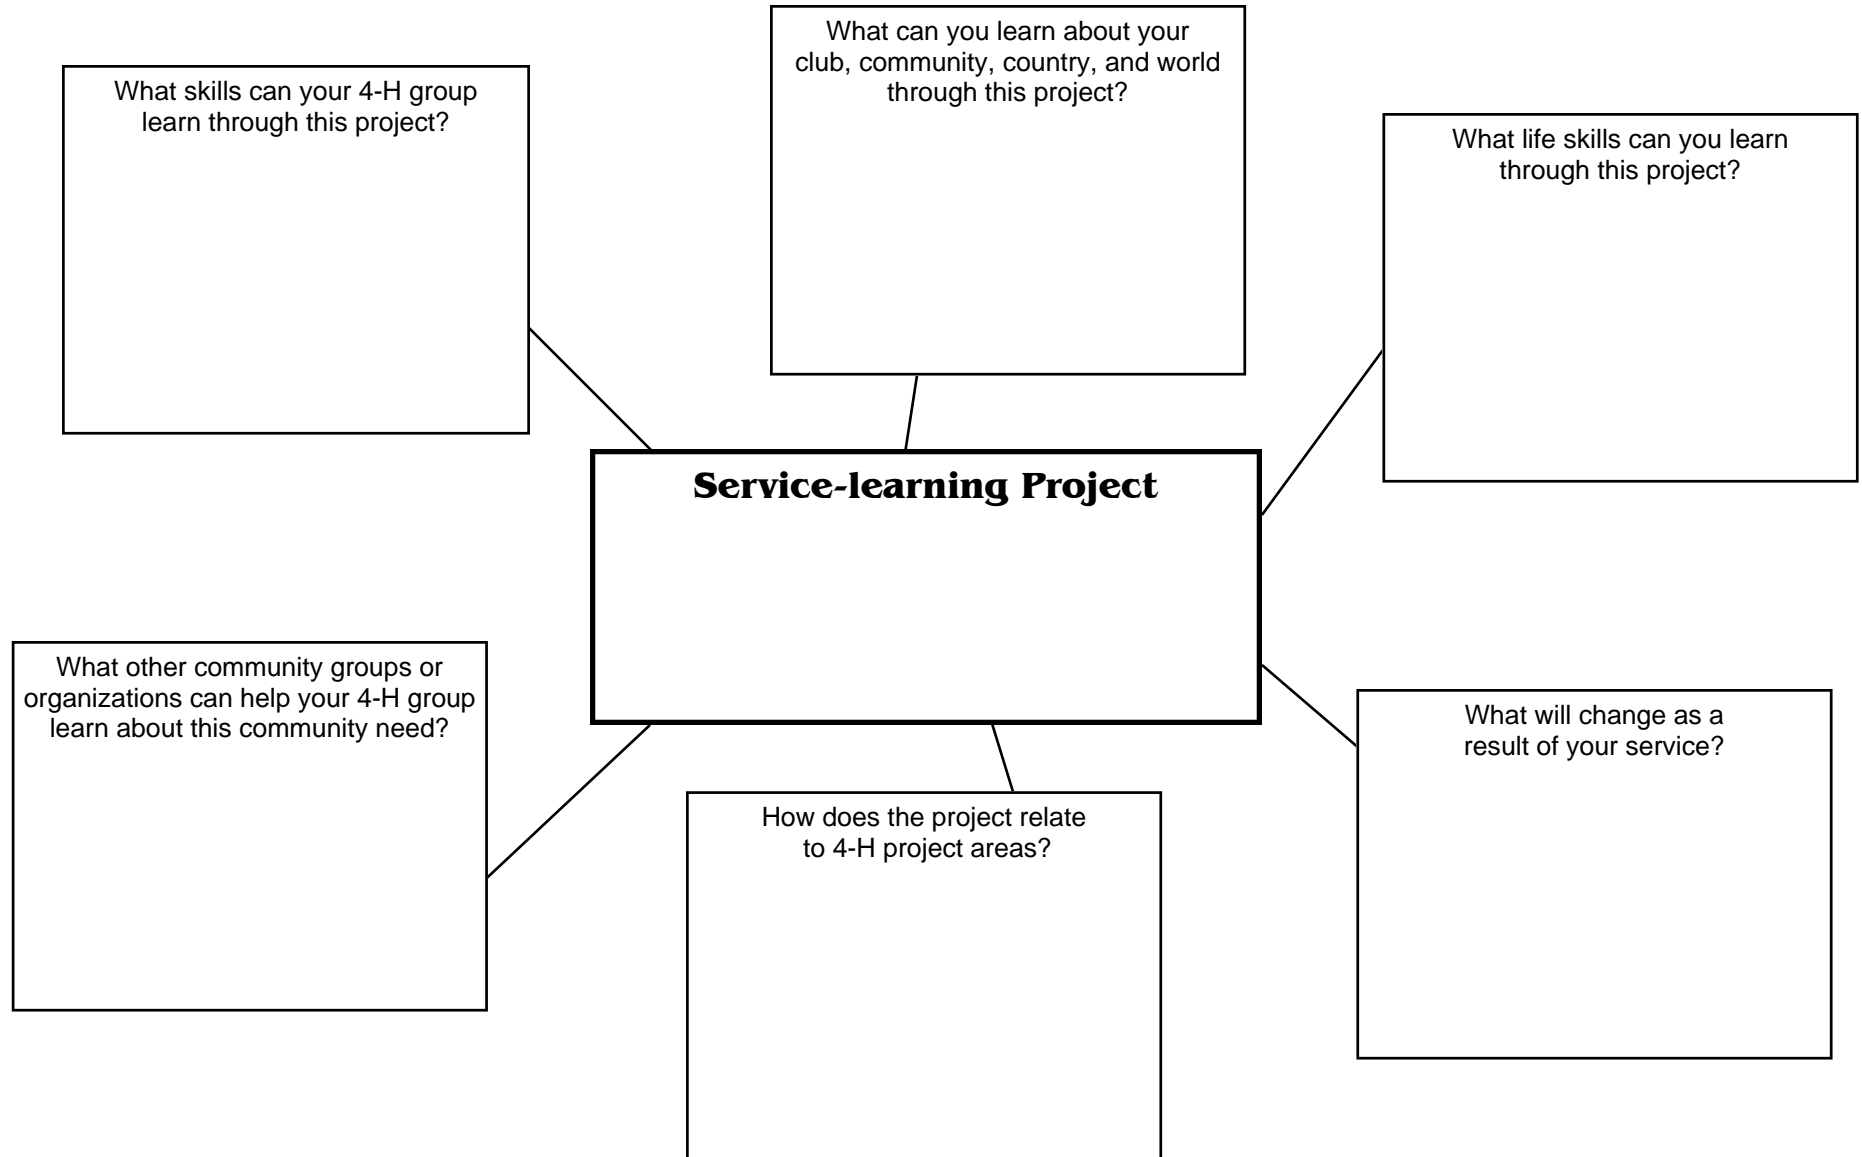 What skills can your 4-H group
learn through this project?
What can you learn about your
club, community, country, and world
through this project?
What life skills can you learn
through this project?
Service-learning Project
What other community groups or
organizations can help your 4-H group
learn about this community need?
How does the project relate
to 4-H project areas?
What will change as a
result of your service?